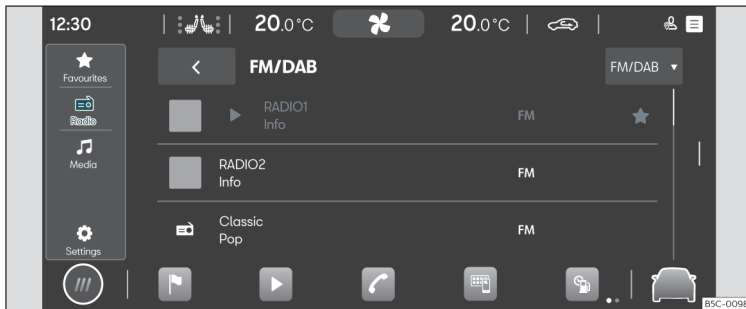 12:30
20.0°C
20.0°C
Favourites
FM/DAB
FM/DAB
RADIO1
Info
FM
Radio
Media
RADIO2
Info
FM
Classic
Pop
FM
Settings
B5C-0098